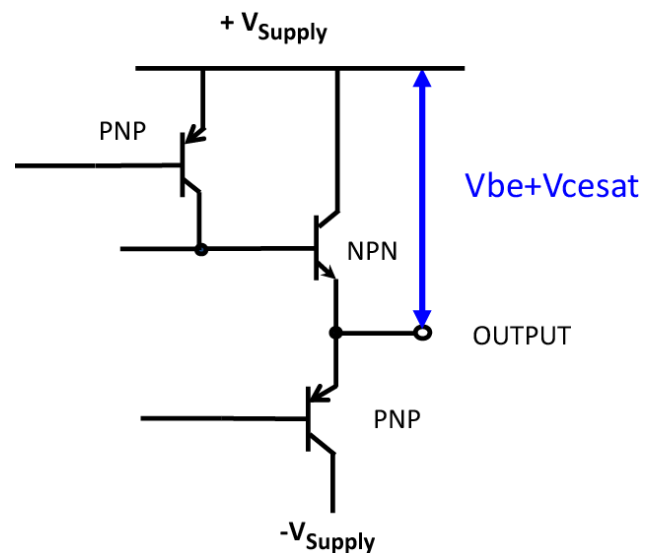 + VSupply
PNP
Vbe+Vcesat
NPN
OUTPUT
PNP
-VSupply